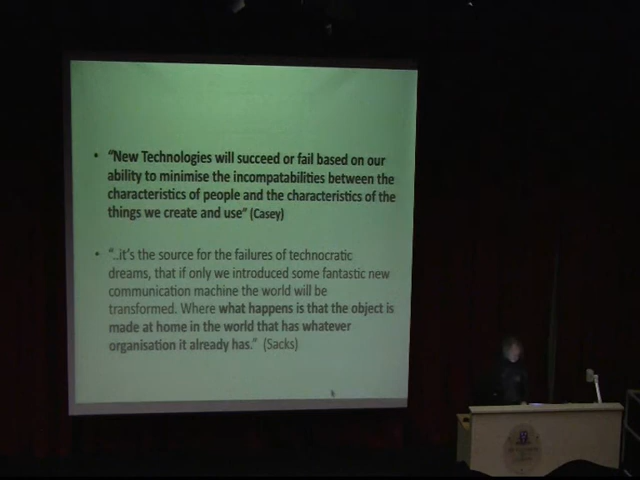 • "New Technologies will succeed or fail based on our
ability to minimise the incompatabilities between the
characteristics of people and the characteristics of the
things we create and use" (Casey)
• "..it's the source for the failures of technocratic
dreams, that if only we introduced some fantastic new
communication machine the world will be
transformed. Where what happens is that the object is
made at home in the world that has whatever
organisation it already has." (Sacks)